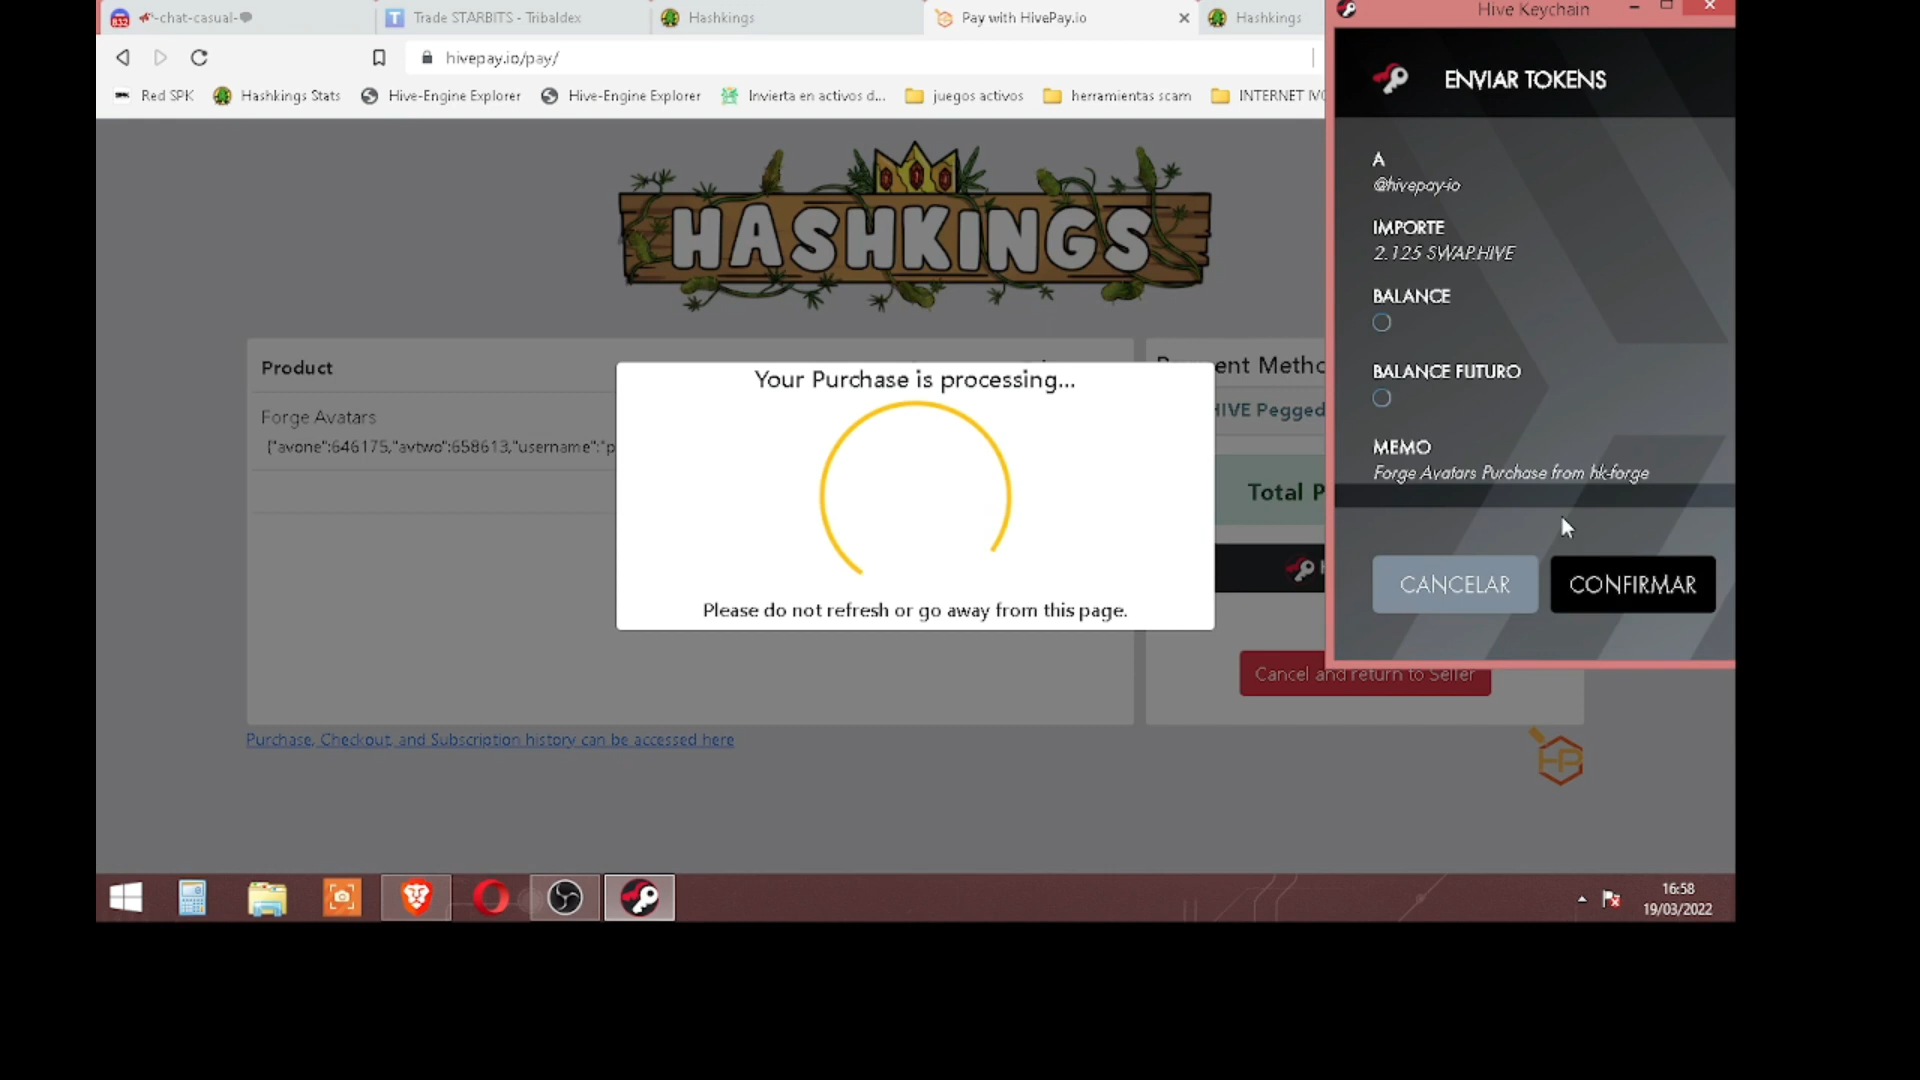 -chat-casual-
Trade STARBITS - Tribaldex
Hashkings
Pay with HivePay.io
Hashkings
hivepay.io/pay/
Red SPK
Hashkings Stats
Hive-Engine Explorer
Hive-Engine Explorer
Invierta en activos d...
juegos activos
herramientas scam
INTERNET
HASHKINGS
Product
Forge Avatars
{"avone":646175,"avtwo":658613,"username":"p
Your Purchase is processing...
Please do not refresh or go away from this page.
HIVE Pegged
Total P
Cancel and return to Seller
Purchase, Checkout, and Subscription history can be accessed here
HP
Hive Keychain
ENVIAR TOKENS
A
@hivepay-io
IMPORTE
2.125 SWAP.HIVE
BALANCE
BALANCE FUTURO
MEMO
Forge Avatars Purchase from hk-forge
CANCELAR
CONFIRMAR
16:58
19/03/2022